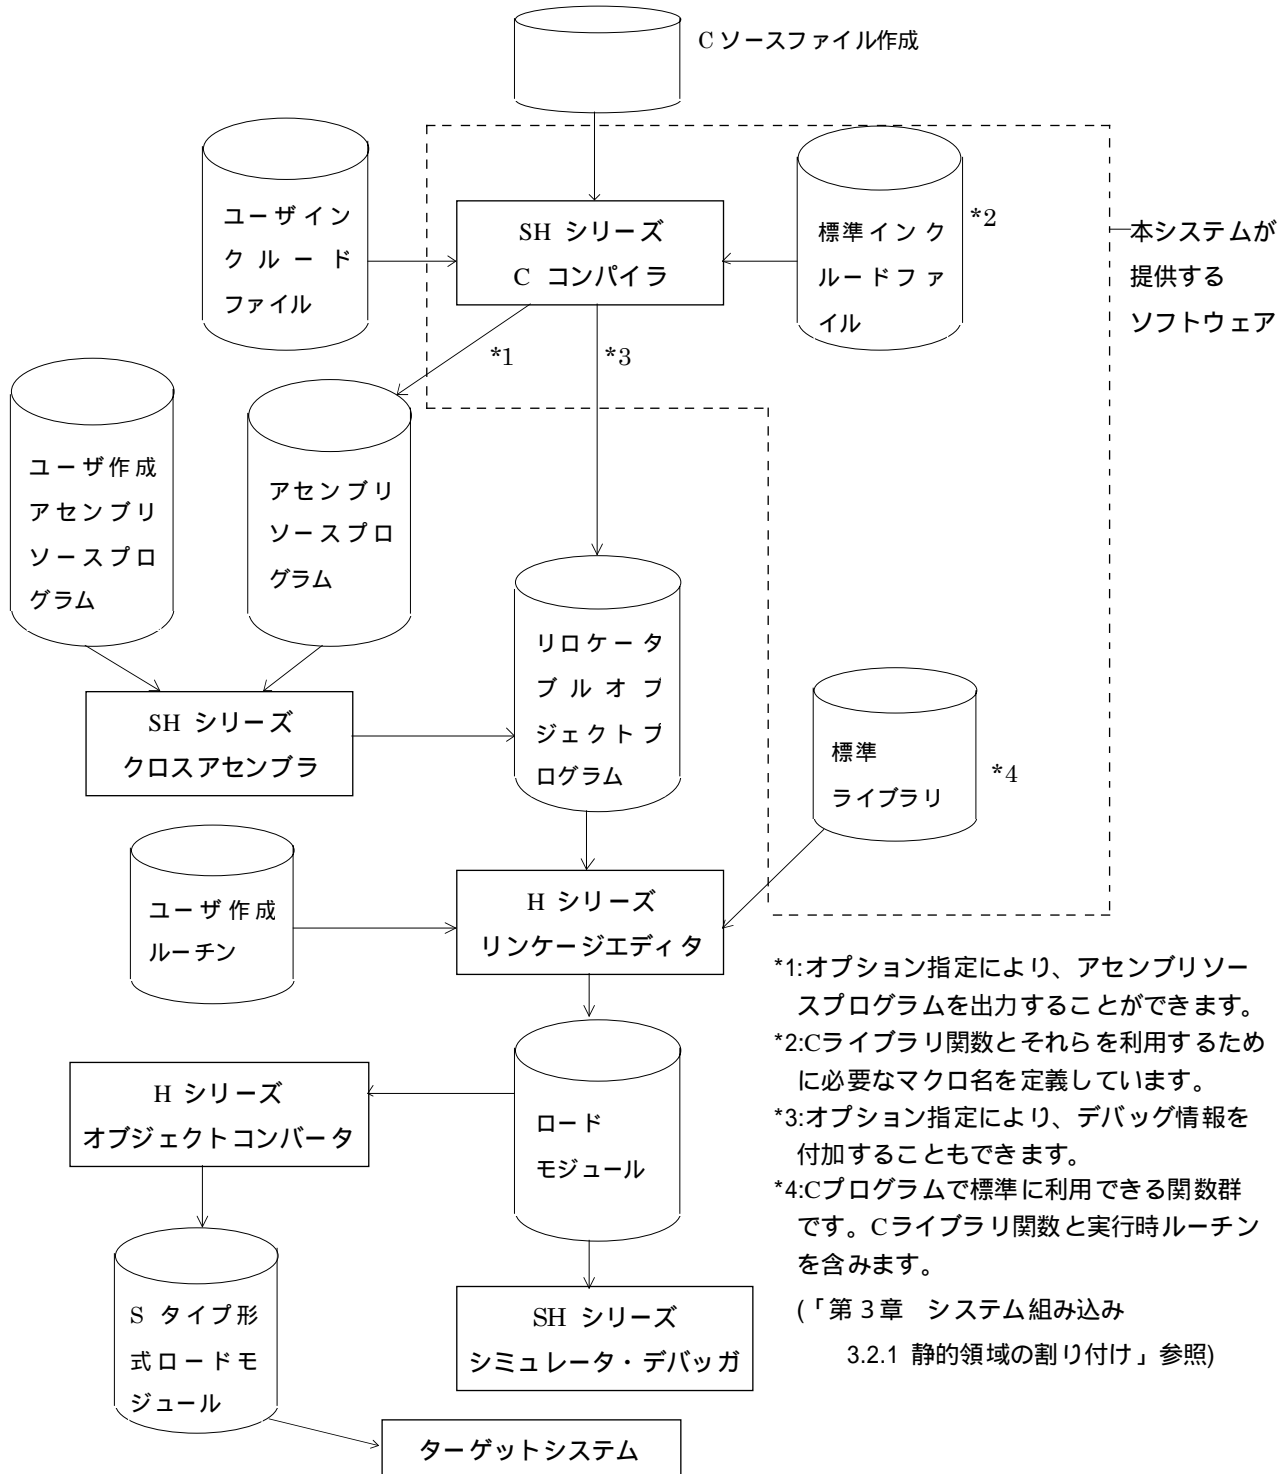 C ソースファイル作成
ユーザイン
クルード
ファイル
SH シリーズ
C コンパイラ
標準インク
ルードファ
イル
*2
本システムが
提供する
ソフトウェア
*1
*3
ユーザ作成
アセンブリ
ソースプロ
グラム
アセンブリ
ソースプロ
グラム
リロケータ
ブルオブ
ジェクトプ
ログラム
SH シリーズ
クロスアセンブラ
標準
ライブラリ
*4
ユーザ作成
ルーチン
H シリーズ
リンケージエディタ
*1:オプション指定により、アセンブリソー
スプログラムを出力することができます。
*2:Cライブラリ関数とそれらを利用するため
に必要なマクロ名を定義しています。
*3:オプション指定により、デバッグ情報を
付加することもできます。
*4:Cプログラムで標準に利用できる関数群
です。Cライブラリ関数と実行時ルーチン
を含みます。
(「第3章　システム組み込み
3.2.1 静的領域の割り付け」参照)
H シリーズ
オブジェクトコンバータ
ロード
モジュール
S タイプ形
式ロードモ
ジュール
SH シリーズ
シミュレータ・デバッガ
ターゲットシステム